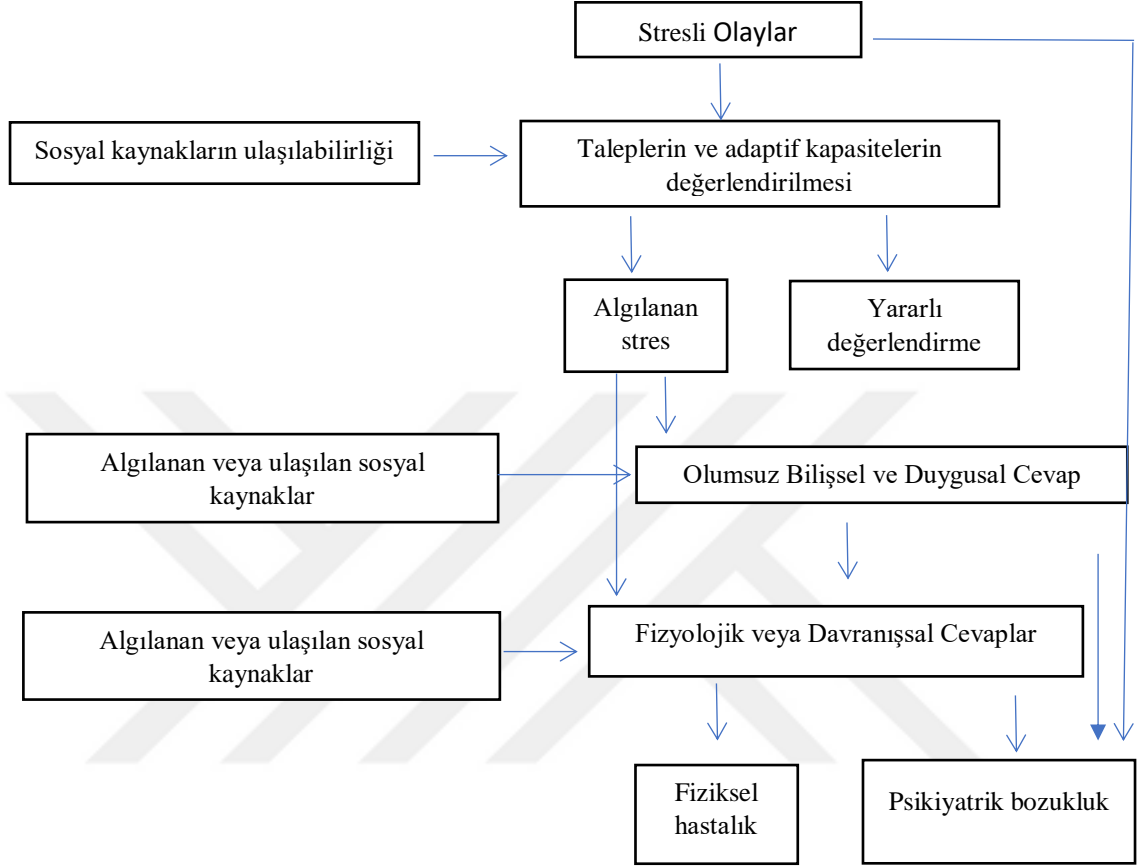 Stresli Olaylar
Sosyal kaynakların ulaşılabilirliği
Taleplerin ve adaptif kapasitelerin
değerlendirilmesi
Algılanan
stres
Yararlı
değerlendirme
Algılanan veya ulaşılan sosyal
kaynaklar
Olumsuz Bilişsel ve Duygusal Cevap
Algılanan veya ulaşılan sosyal
kaynaklar
Fizyolojik veya Davranışsal Cevaplar
Fiziksel
hastalık
Psikiyatrik bozukluk